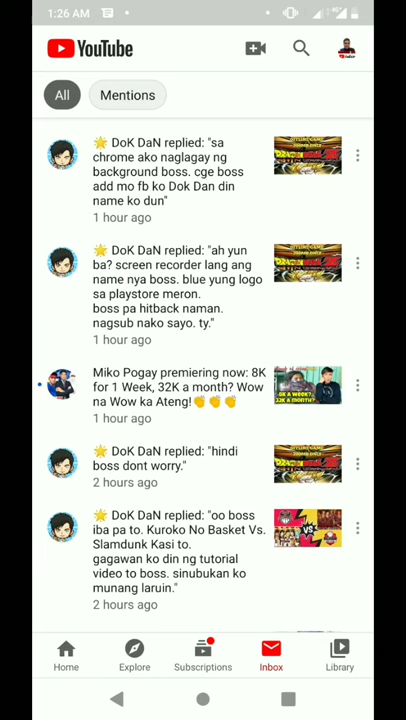 1:26 AM
YouTube
All
Mentions
🌟 DoK DaN replied: "sa
chrome ako naglagay ng
background boss. cge boss
add mo fb ko Dok Dan din
name ko dun"
1 hour ago
🌟 DoK DaN replied: "ah yun
ba? screen recorder lang ang
name nya boss. blue yung logo
sa playstore meron.
boss pa hitback naman.
nagsub nako sayo. ty."
1 hour ago
Miko Pogay premiering now: 8K
for 1 Week, 32K a month? Wow
na Wow ka Ateng!👏👏👏
1 hour ago
8K A WEEK?
32K A MONTH?
🌟 DoK DaN replied: "hindi
boss dont worry."
2 hours ago
🌟 DoK DaN replied: "oo boss
iba pa to. Kuroko No Basket Vs.
Slamdunk Kasi to.
gagawan ko din ng tutorial
video to boss. sinubukan ko
munang laruin."
2 hours ago
VS
Home
Explore
Subscriptions
Inbox
Library